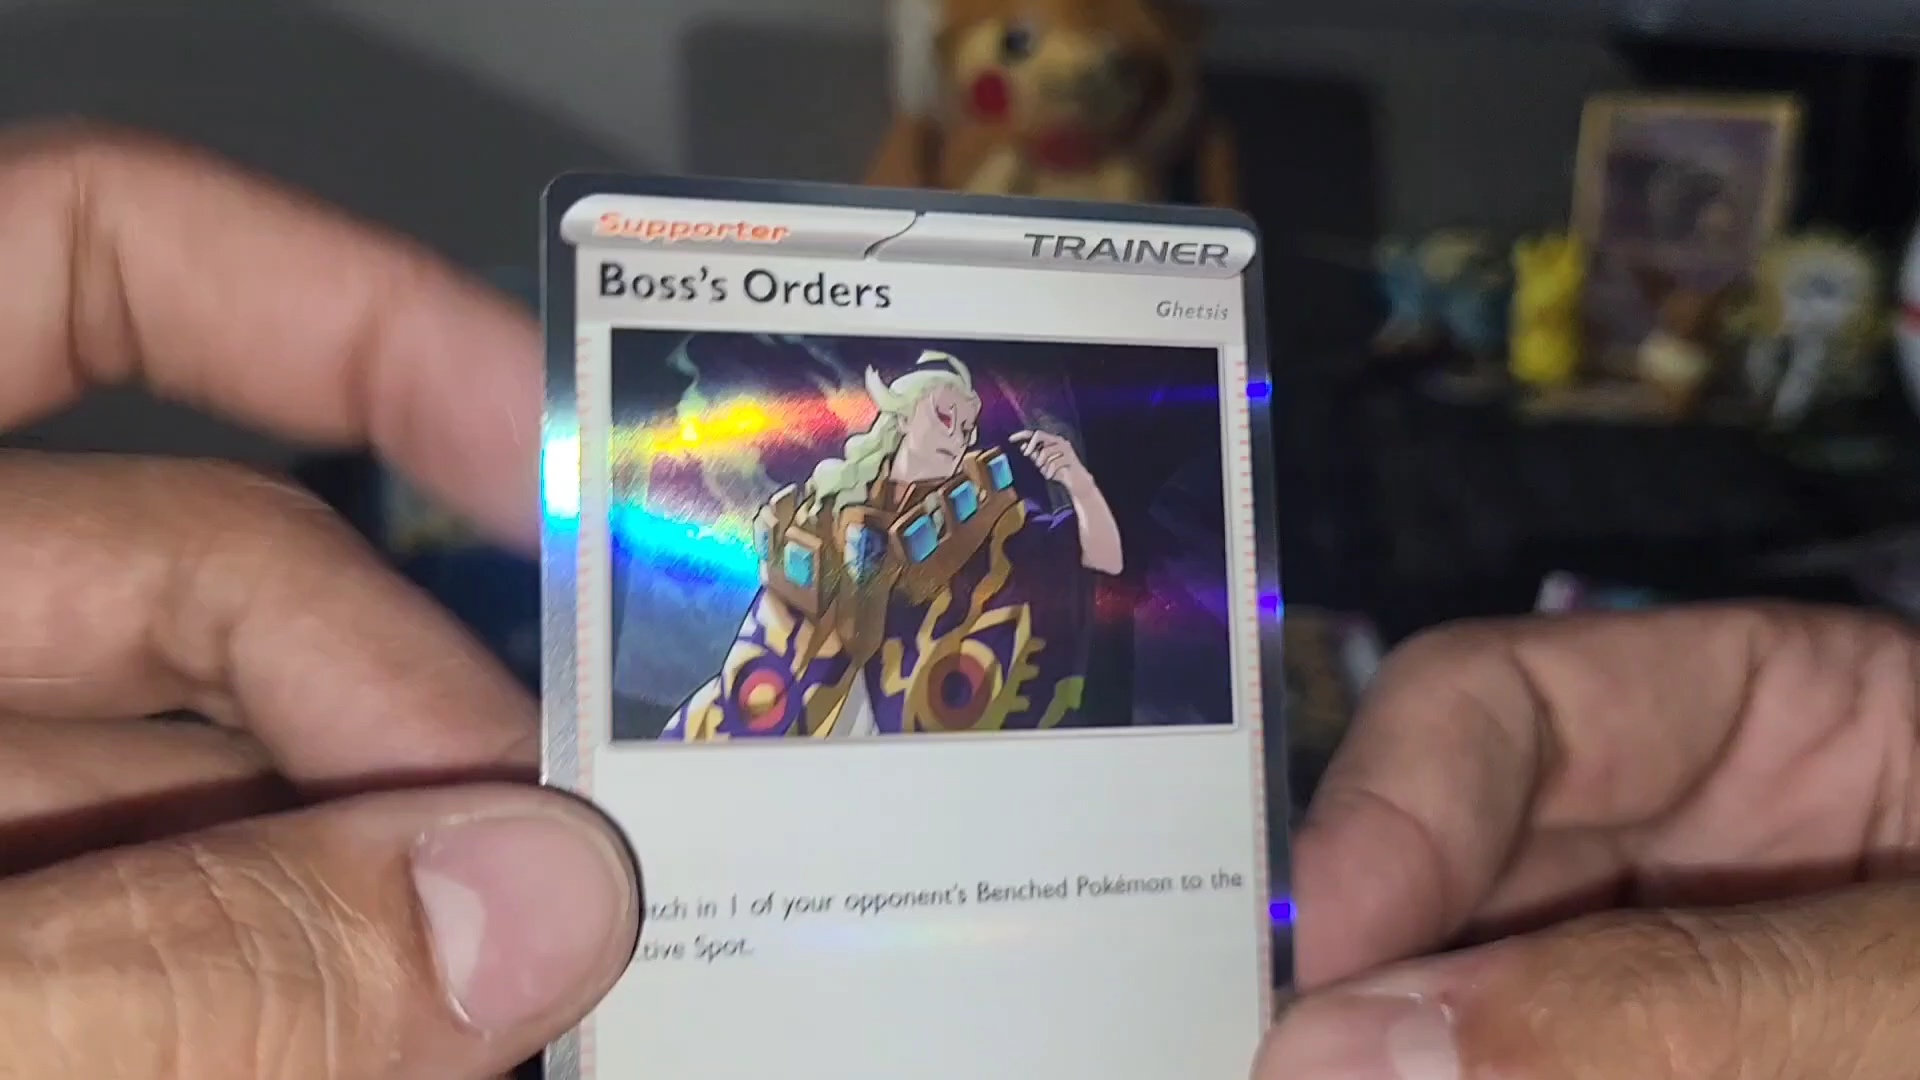 Supporter
TRAINER
Boss's Orders
Ghetsis
tch in 1 of your opponent's Benched Pokémon to the
tive Spot.